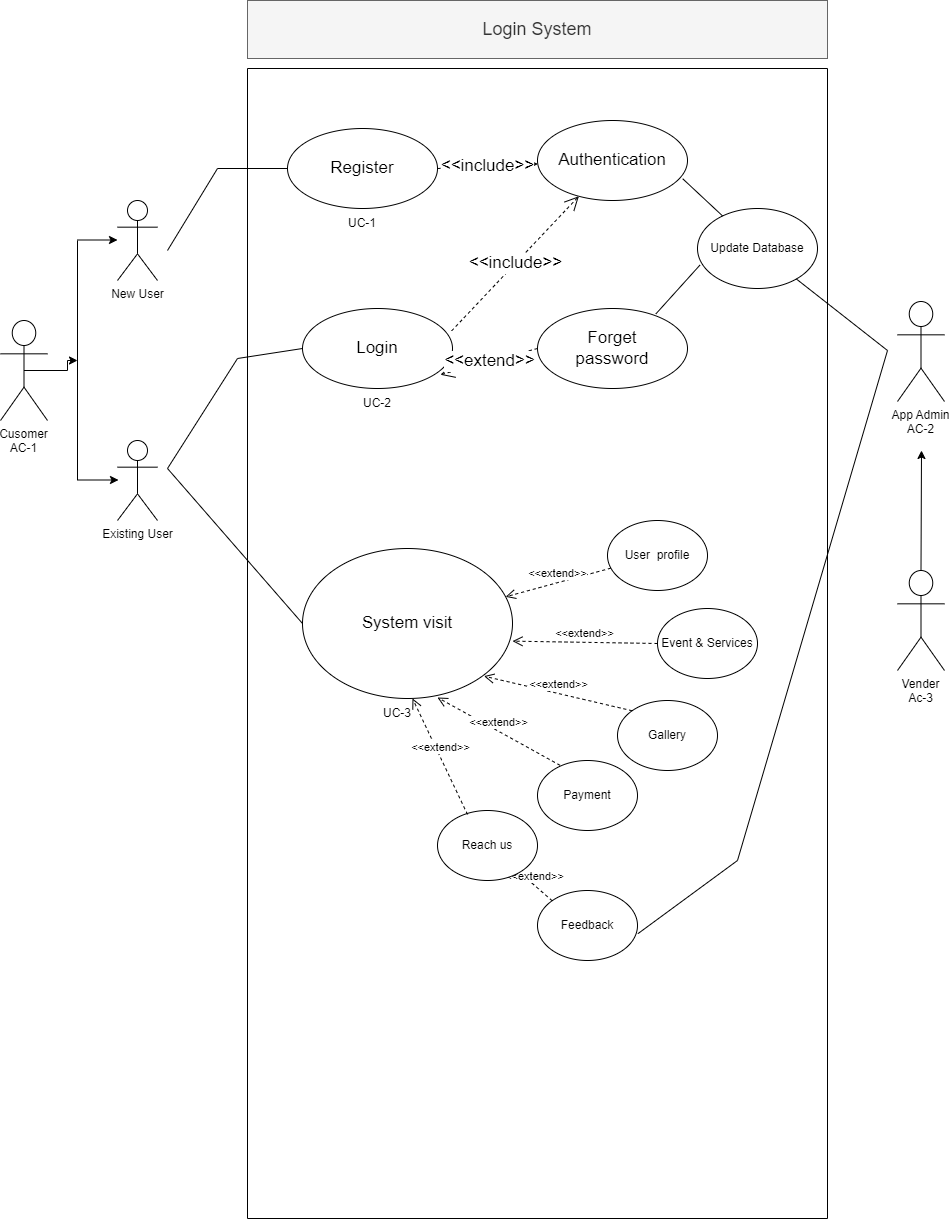 Login System
Register
<<include>>
Authentication
UC-1
New User
<<include>>
Update Database
Login
<<extend>>
Forget
password
UC-2
Cusomer
AC-1
App Admin
AC-2
Existing User
User  profile
<<extend>>
System visit
<<extend>>
Event & Services
Vender
Ac-3
<<extend>>
UC-3
<<extend>>
Gallery
<<extend>>
Payment
Reach us
<<extend>>
Feedback